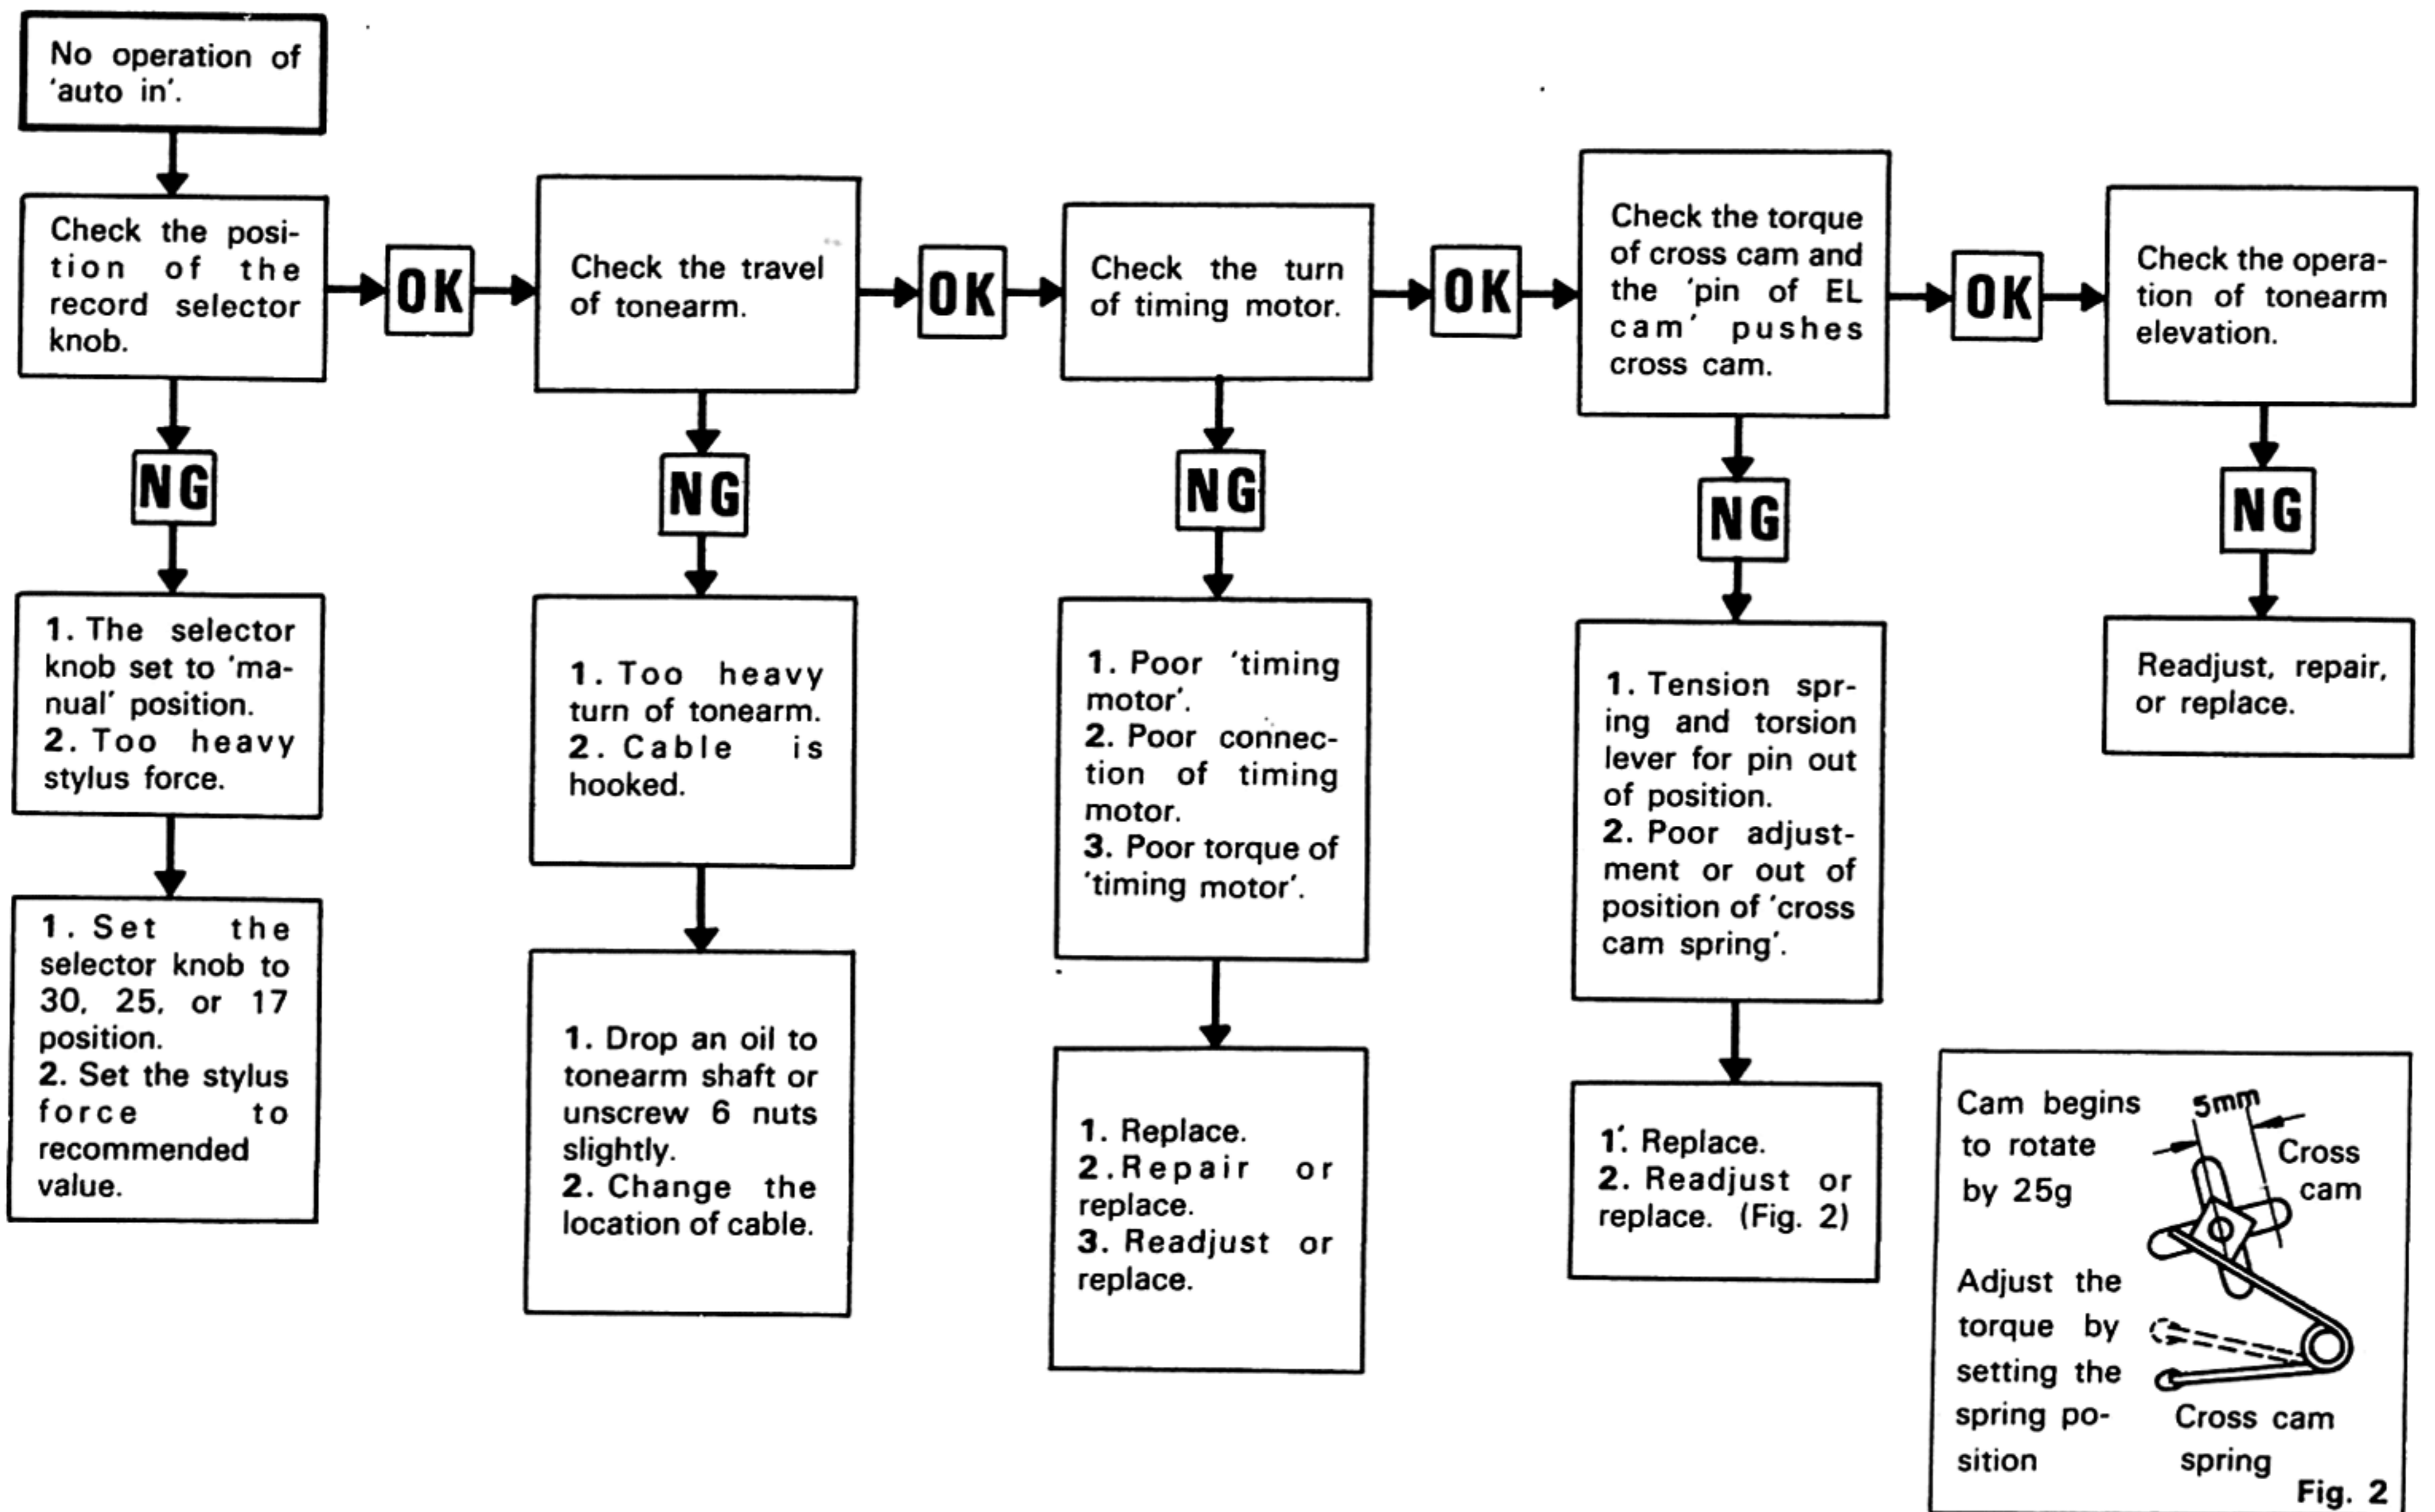 No operation of
'auto in'.
Check the posi-
tion of the
record selector
knob.
OK
Check the travel
of tonearm.
OK
Check the turn
of timing motor.
OK
Check the torque
of cross cam and
the 'pin of EL
cam' pushes
cross cam.
OK
Check the opera-
tion of tonearm
elevation.
NG
NG
NG
NG
NG
1. The selector
knob set to 'ma-
nual' position.
2. Too heavy
stylus force.
1. Too heavy
turn of tonearm.
2. Cable is
hooked.
1. Poor 'timing
motor'.
2. Poor connec-
tion of timing
motor.
3. Poor torque of
'timing motor'.
1. Tension spr-
ing and torsion
lever for pin out
of position.
2. Poor adjust-
ment or out of
position of 'cross
cam spring'.
Readjust, repair,
or replace.
1. Set the
selector knob to
30, 25, or 17
position.
2. Set the stylus
force to
recommended
value.
1. Drop an oil to
tonearm shaft or
unscrew 6 nuts
slightly.
2. Change the
location of cable.
1. Replace.
2. Repair or
replace.
3. Readjust or
replace.
1. Replace.
2. Readjust or
replace. (Fig. 2)
Cam begins
to rotate
by 25g
5mm
Cross
cam
Adjust the
torque by
setting the
spring po-
sition
Cross cam
spring
Fig. 2